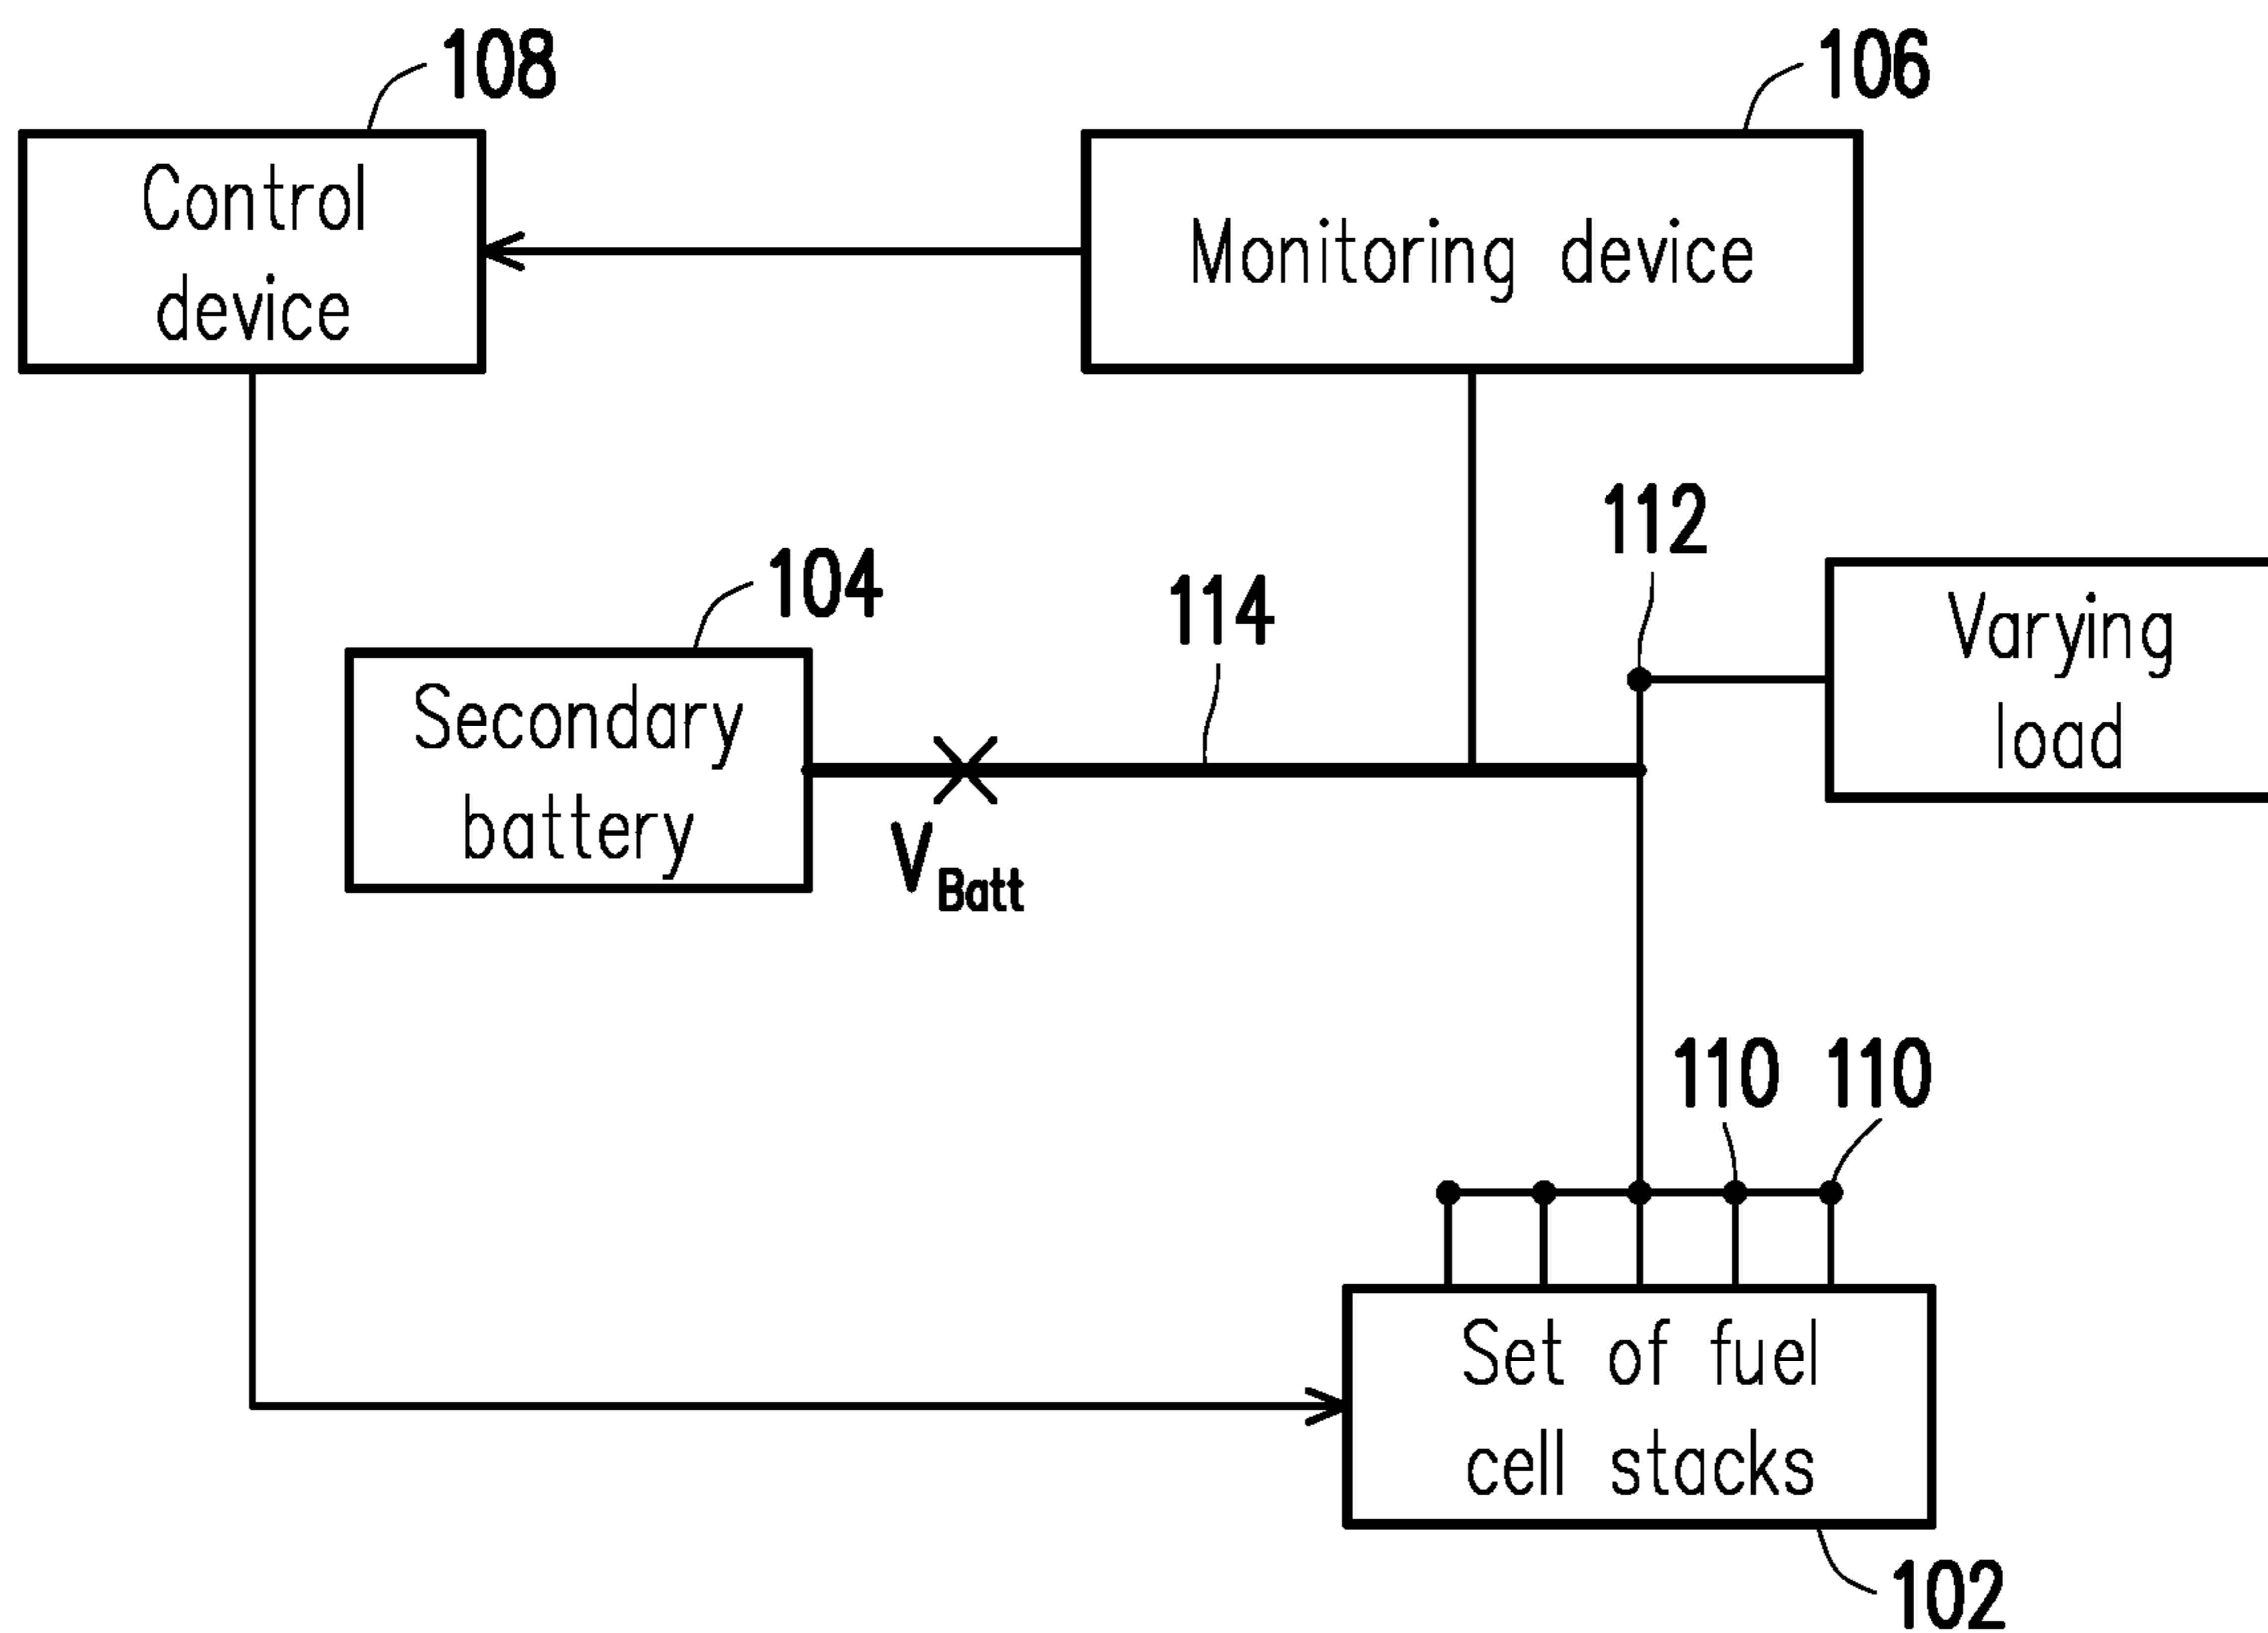 108
106
Control
device
Monitoring device
112
104
114
Varying
load
Secondary
battery
VBatt
110 110
Set of fuel
cell stacks
102